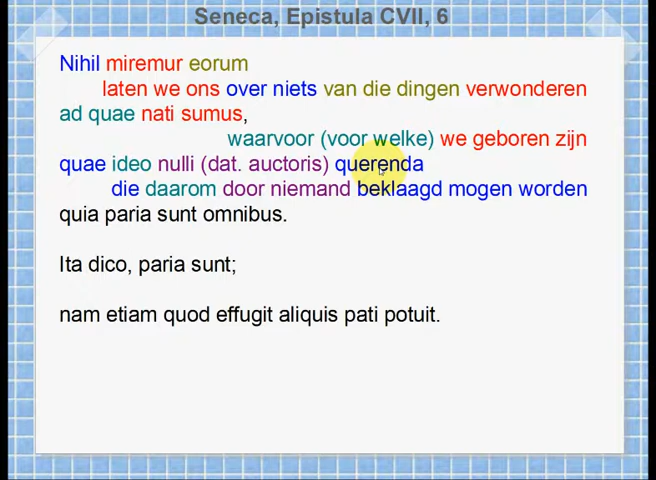 Seneca, Epistula CVII, 6
Nihil miremur eorum
laten we ons over niets van die dingen verwonderen
ad quae nati sumus,
waarvoor (voor welke) we geboren zijn
quae ideo nulli (dat. auctoris) querenda
die daarom door niemand beklaagd mogen worden
quia paria sunt omnibus.
Ita dico, paria sunt;
nam etiam quod effugit aliquis pati potuit.